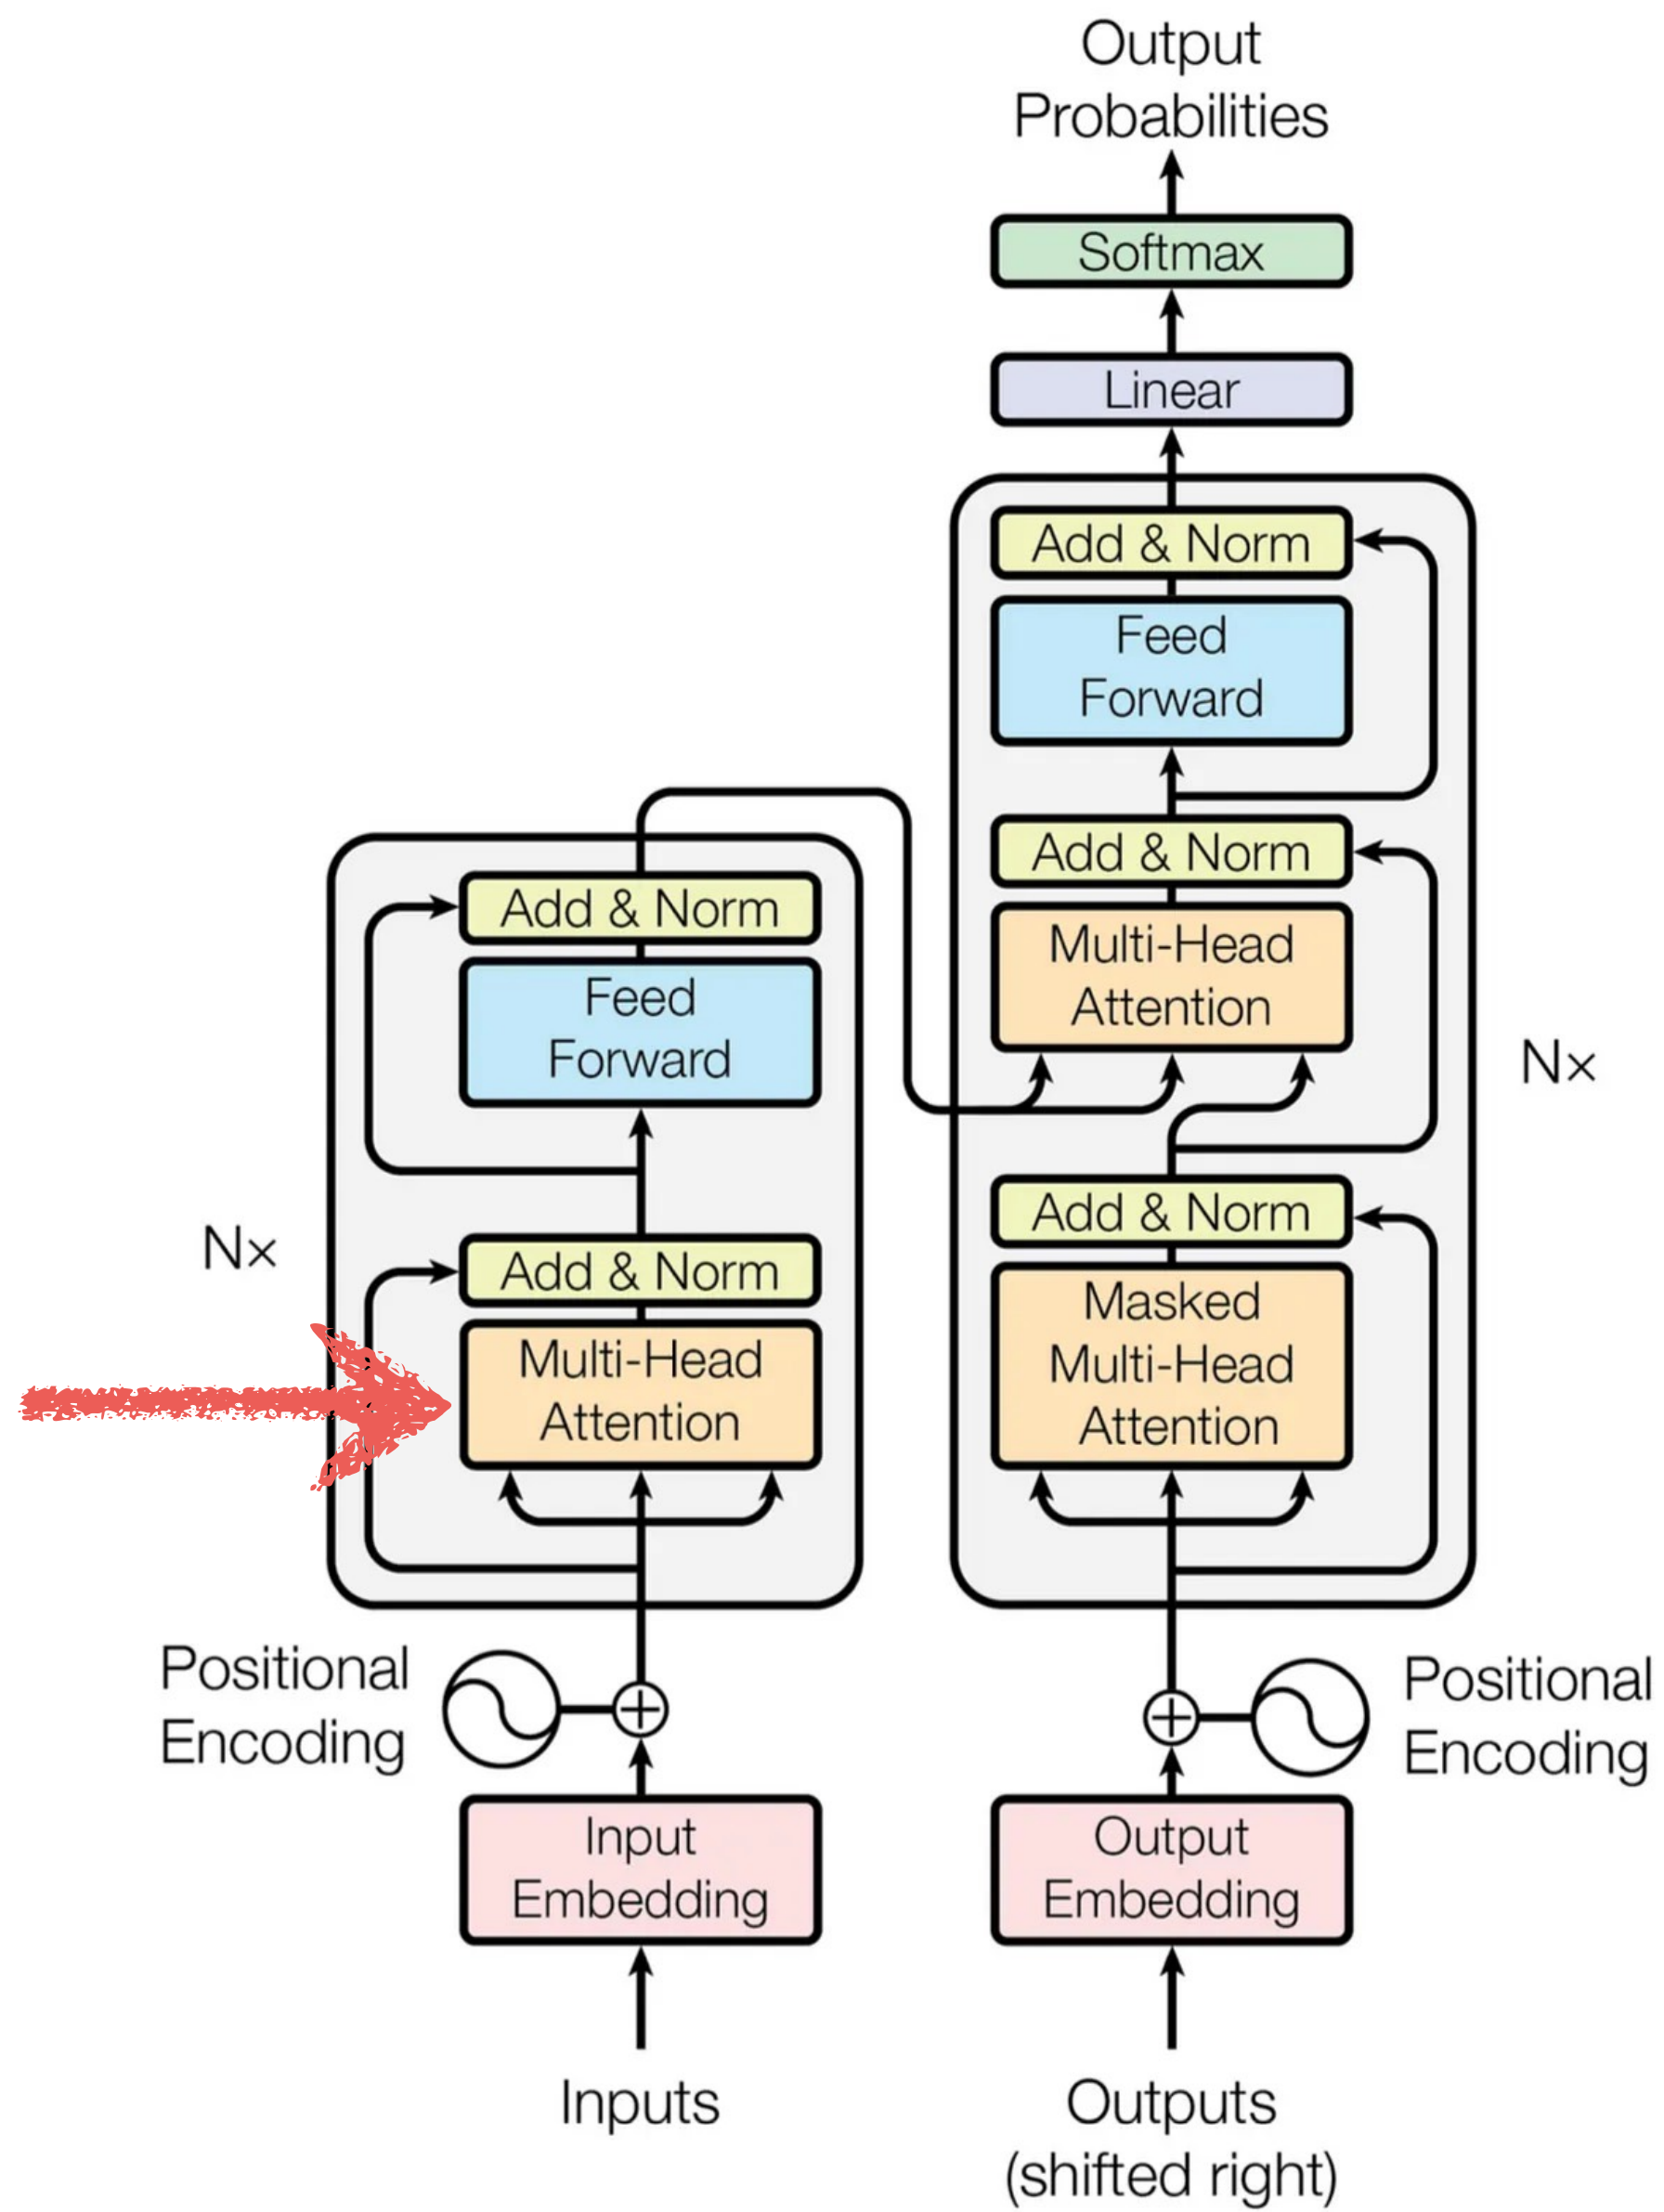 Output
Probabilities
Softmax
Linear
Add & Norm
Feed
Forward
Add & Norm
Multi-Head
Attention
Add & Norm
Masked
Multi-Head
Attention
N×
Add & Norm
Feed
Forward
Add & Norm
Multi-Head
Attention
N×
Positional
Encoding
Positional
Encoding
Input
Embedding
Output
Embedding
Inputs
Outputs
(shifted right)